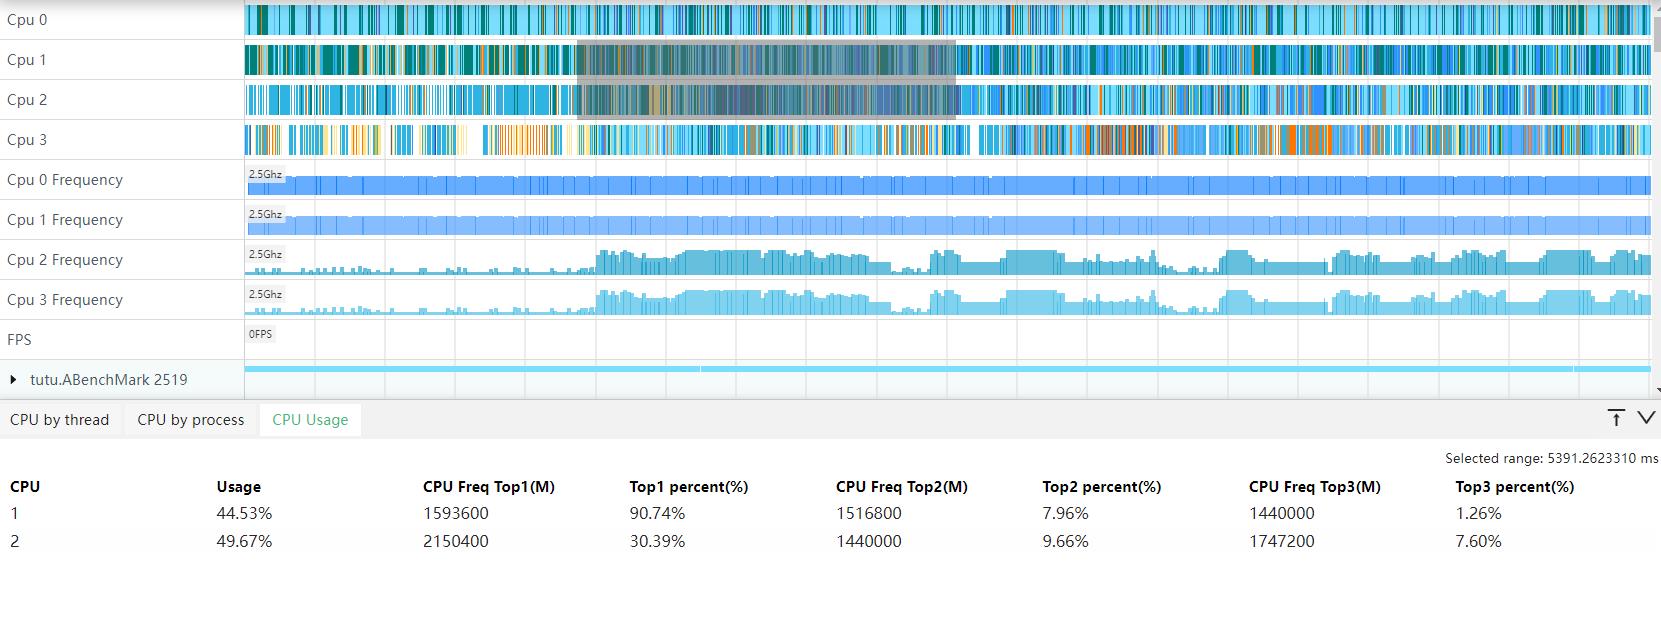 Cpu 0
Cpu 1
Cpu 2
Cpu 3
Cpu 0 Frequency 2.5Ghz
Cpu 1 Frequency 2.5Ghz
Cpu 2 Frequency 2.5Ghz
Cpu 3 Frequency 2.5Ghz
FPS 0FPS
tutu.ABenchMark 2519
CPU by thread CPU by process CPU Usage
Selected range: 5391.2623310 ms
CPU Usage CPU Freq Top1(M) Top1 percent(%) CPU Freq Top2(M) Top2 percent(%) CPU Freq Top3(M) Top3 percent(%)
1 44.53% 1593600 90.74% 1516800 7.96% 1440000 1.26%
2 49.67% 2150400 30.39% 1440000 9.66% 1747200 7.60%